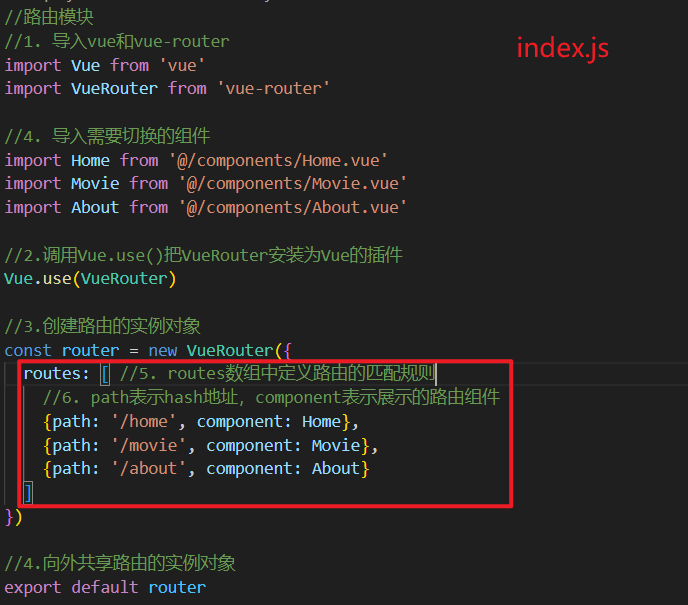 //路由模块
index.js
//1. 导入vue和vue-router
import Vue from 'vue'
import VueRouter from 'vue-router'
//4. 导入需要切换的组件
import Home from '@/components/Home.vue'
import Movie from '@/components/Movie.vue'
import About from '@/components/About.vue'
//2.调用Vue.use()把VueRouter安装为Vue的插件
Vue.use(VueRouter)
//3.创建路由的实例对象
const router = new VueRouter({
routes: [ //5. routes数组中定义路由的匹配规则
//6. path表示hash地址，component表示展示的路由组件
{path: '/home', component: Home},
{path: '/movie', component: Movie},
{path: '/about', component: About}
]
})
//4.向外共享路由的实例对象
export default router